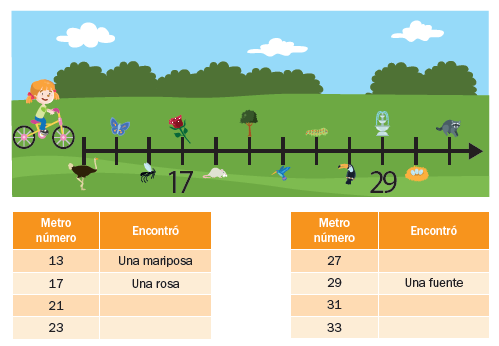 17 29
Metro número Encontró
13 Una mariposa
17 Una rosa
21
23
Metro número Encontró
27
29 Una fuente
31
33